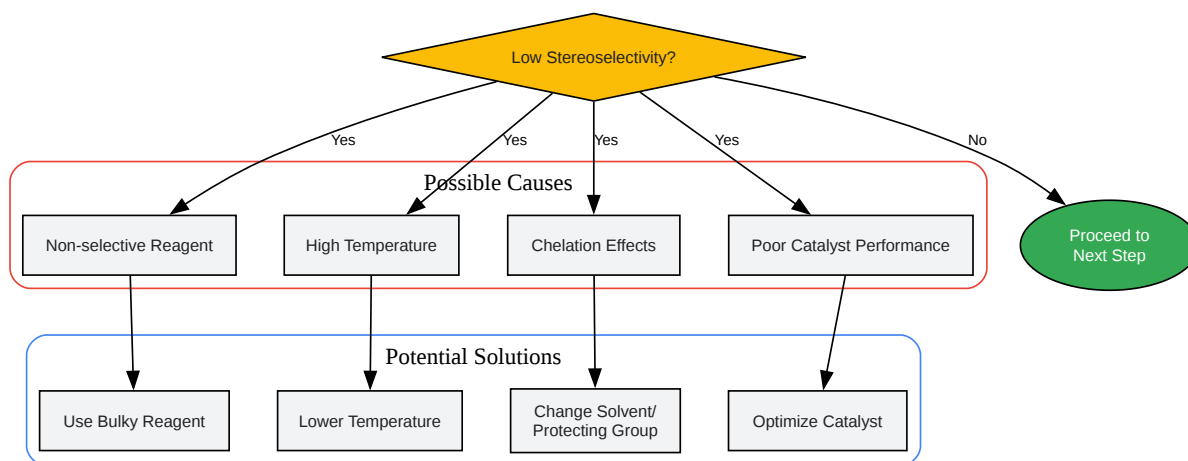 Low Stereoselectivity?
Yes
Yes
Yes
Yes
No
Possible Causes
Non-selective Reagent
High Temperature
Chelation Effects
Poor Catalyst Performance
Proceed to
Next Step
Potential Solutions
Use Bulky Reagent
Lower Temperature
Change Solvent/
Protecting Group
Optimize Catalyst